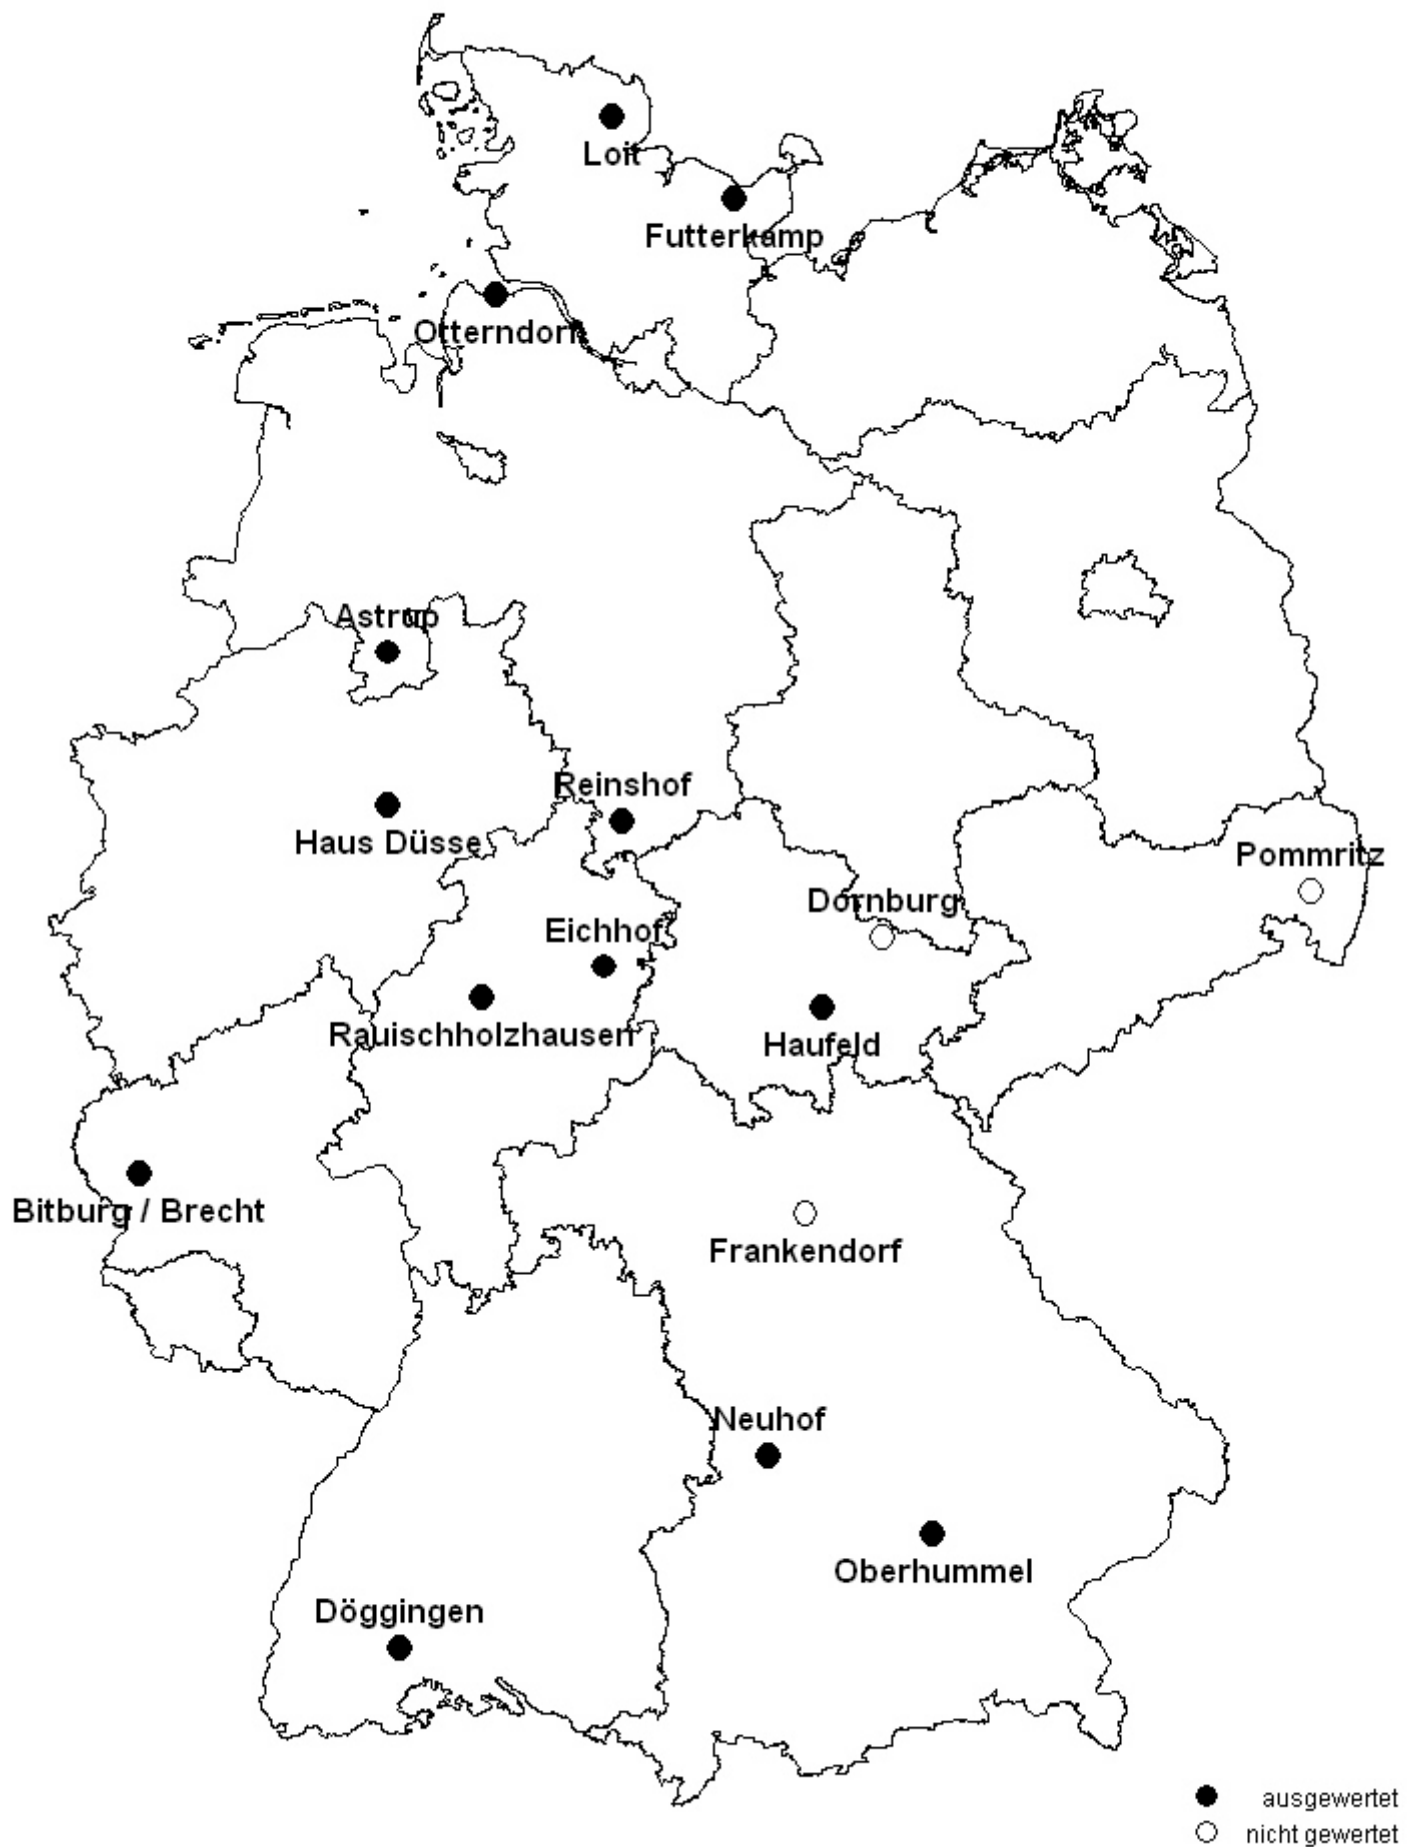 Loit
Futterkamp
Otterndorf
Astrup
Reinshof
Haus Düsse
Pommritz
Dornburg
Eichhof
Rauischholzhausen
Haufeld
Bitburg / Brecht
Frankendorf
Neuhof
Oberhummel
Döggingen
ausgewertet
nicht gewertet